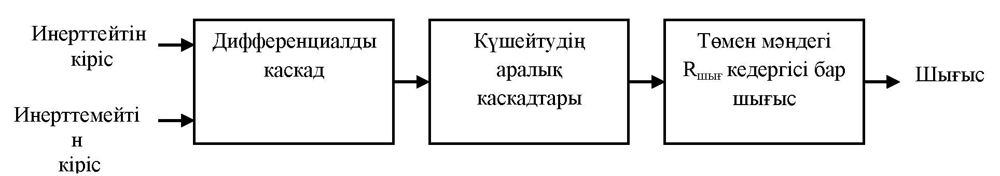 Инерттейтін
кіріс
Инерттемейті
н
кіріс
Дифференциалды
каскад
Күшейтудің
аралық
каскадтары
Төмен мәндегі
Rшығ кедергісі бар
шығыс
Шығыс